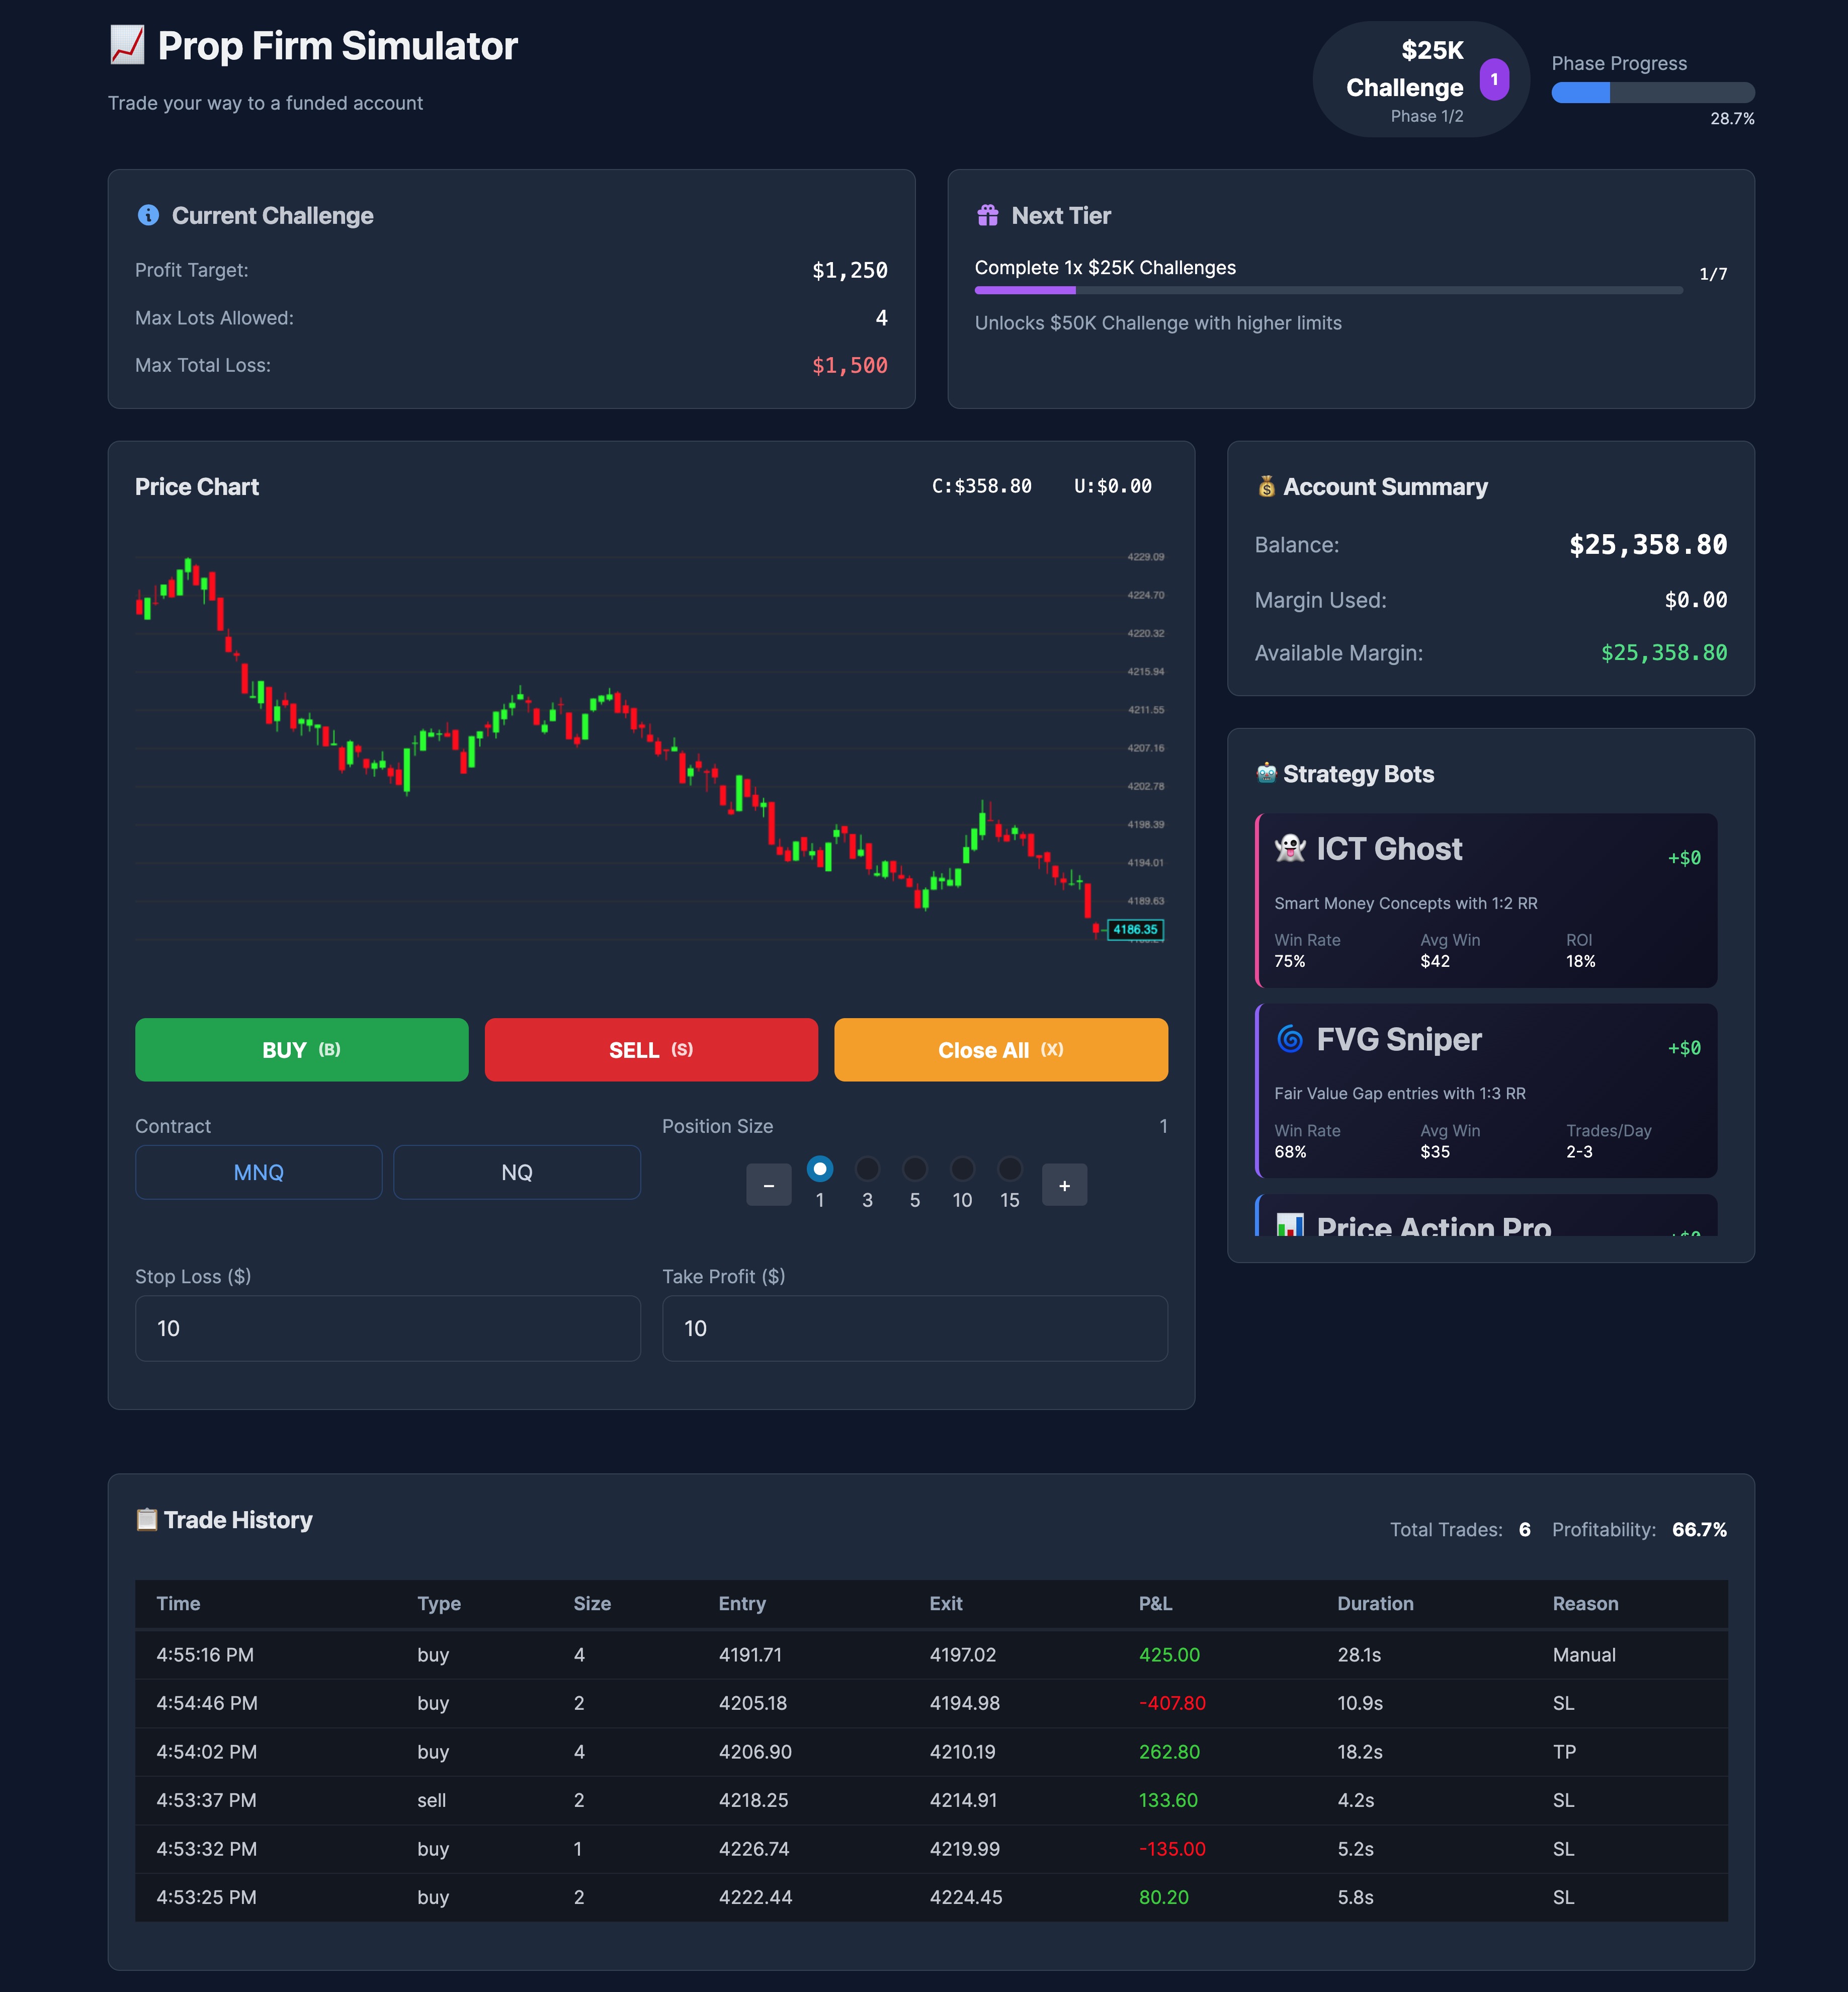 Prop Firm Simulator
Trade your way to a funded account
$25K
Challenge
Phase 1/2
1
Phase Progress
28.7%
Current Challenge
Profit Target: $1,250
Max Lots Allowed: 4
Max Total Loss: $1,500
Next Tier
Complete 1x $25K Challenges 1/7
Unlocks $50K Challenge with higher limits
Price Chart C:$358.80 U:$0.00
4229.09
4224.70
4220.32
4215.94
4211.55
4207.16
4202.78
4198.39
4194.01
4189.63
4186.35
BUY (B) SELL (S) Close All (X)
Contract
MNQ NQ
Position Size 1
− 1 3 5 10 15 +
Stop Loss ($) Take Profit ($)
10 10
Account Summary
Balance: $25,358.80
Margin Used: $0.00
Available Margin: $25,358.80
Strategy Bots
ICT Ghost +$0
Smart Money Concepts with 1:2 RR
Win Rate Avg Win ROI
75% $42 18%
FVG Sniper +$0
Fair Value Gap entries with 1:3 RR
Win Rate Avg Win Trades/Day
68% $35 2-3
Price Action Pro +$0
Trade History Total Trades: 6 Profitability: 66.7%
Time Type Size Entry Exit P&L Duration Reason
4:55:16 PM buy 4 4191.71 4197.02 425.00 28.1s Manual
4:54:46 PM buy 2 4205.18 4194.98 -407.80 10.9s SL
4:54:02 PM buy 4 4206.90 4210.19 262.80 18.2s TP
4:53:37 PM sell 2 4218.25 4214.91 133.60 4.2s SL
4:53:32 PM buy 1 4226.74 4219.99 -135.00 5.2s SL
4:53:25 PM buy 2 4222.44 4224.45 80.20 5.8s SL